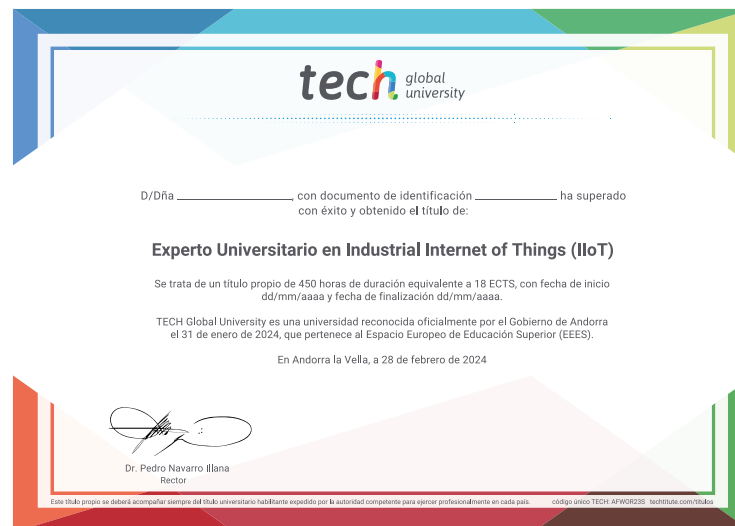 tech global university
D/Dña ____________, con documento de identificación ____________ ha superado
con éxito y obtenido el título de:
Experto Universitario en Industrial Internet of Things (IIoT)
Se trata de un título propio de 450 horas de duración equivalente a 18 ECTS, con fecha de inicio
dd/mm/aaaa y fecha de finalización dd/mm/aaaa.
TECH Global University es una universidad reconocida oficialmente por el Gobierno de Andorra
el 31 de enero de 2024, que pertenece al Espacio Europeo de Educación Superior (EEES).
En Andorra la Vella, a 28 de febrero de 2024
Dr. Pedro Navarro Illana
Rector
Este título propio se deberá acompañar siempre del título universitario habilitante expedido por la autoridad competente para ejercer profesionalmente en cada país. código único TECH: AFWOR23S techtitute.com/titulos